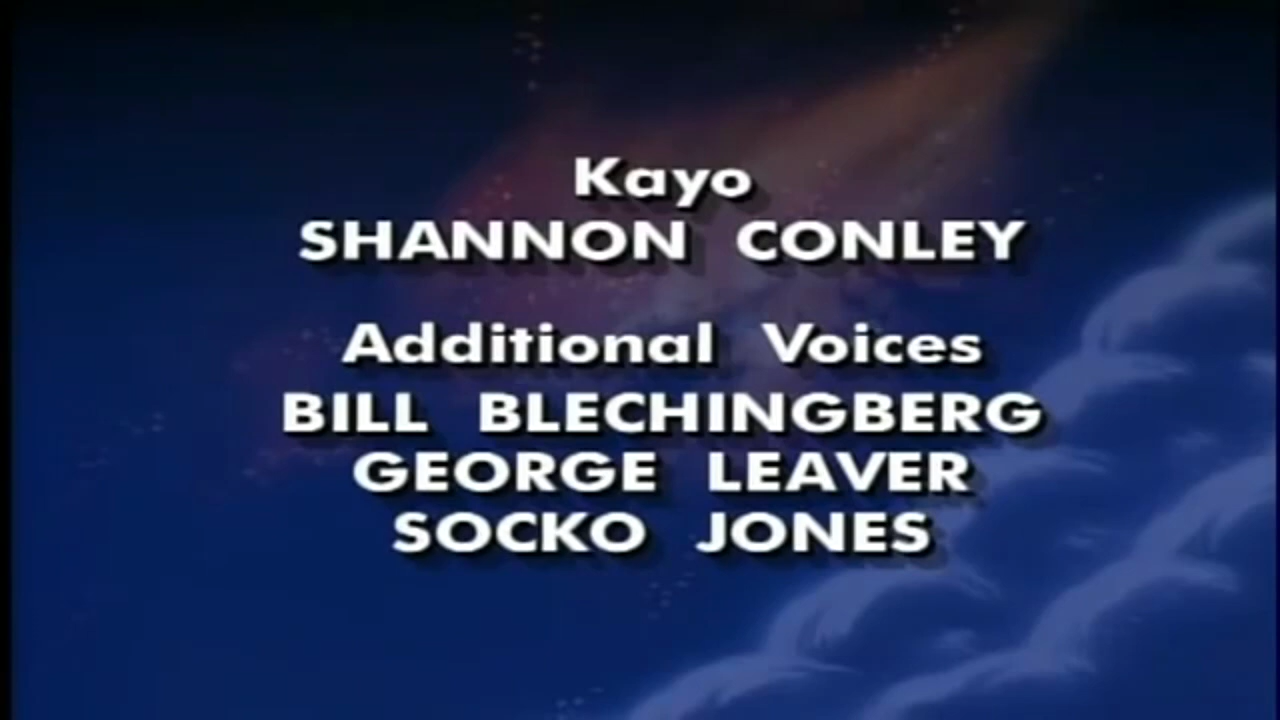 Kayo
SHANNON CONLEY
Additional Voices
BILL BLECHINGBERG
GEORGE LEAVER
SOCKO JONES